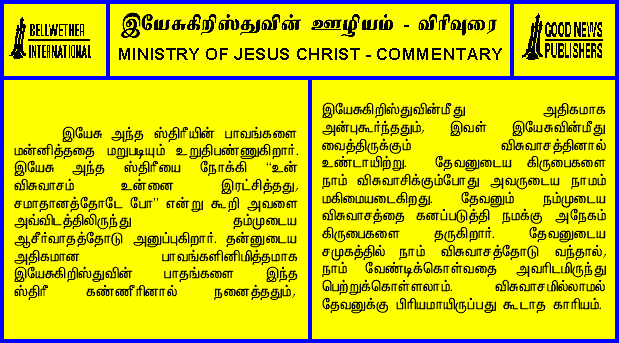 BELLWETHER
INTERNATIONAL
இயேசுகிறிஸ்துவின் ஊழியம் - விரிவுரை
MINISTRY OF JESUS CHRIST - COMMENTARY
GOOD NEWS
PUBLISHERS
இயேசு அந்த ஸ்திரீயின் பாவங்களை
மன்னித்ததை மறுபடியும் உறுதிபண்ணுகிறார்.
இயேசு அந்த ஸ்திரீயை நோக்கி “உன்
விசுவாசம் உன்னை இரட்சித்தது,
சமாதானத்தோடே போ” என்று கூறி அவளை
அவ்விடத்திலிருந்து தம்முடைய
ஆசீர்வாதத்தோடு அனுப்புகிறார். தன்னுடைய
அதிகமான பாவங்களினிமித்தமாக
இயேசுகிறிஸ்துவின் பாதங்களை இந்த
ஸ்திரீ கண்ணீரினால் நனைத்ததும்,
இயேசுகிறிஸ்துவின்மீது அதிகமாக
அன்புகூர்ந்ததும், இவள் இயேசுவின்மீது
வைத்திருக்கும் விசுவாசத்தினால்
உண்டாயிற்று. தேவனுடைய கிருபைகளை
நாம் விசுவாசிக்கும்போது அவருடைய நாமம்
மகிமையடைகிறது. தேவனும் நம்முடைய
விசுவாசத்தை கனப்படுத்தி நமக்கு அநேகம்
கிருபைகளை தருகிறார். தேவனுடைய
சமுகத்தில் நாம் விசுவாசத்தோடு வந்தால்,
நாம் வேண்டிக்கொள்வதை அவரிடமிருந்து
பெற்றுக்கொள்ளலாம். விசுவாசமில்லாமல்
தேவனுக்கு பிரியமாயிருப்பது கூடாத காரியம்.